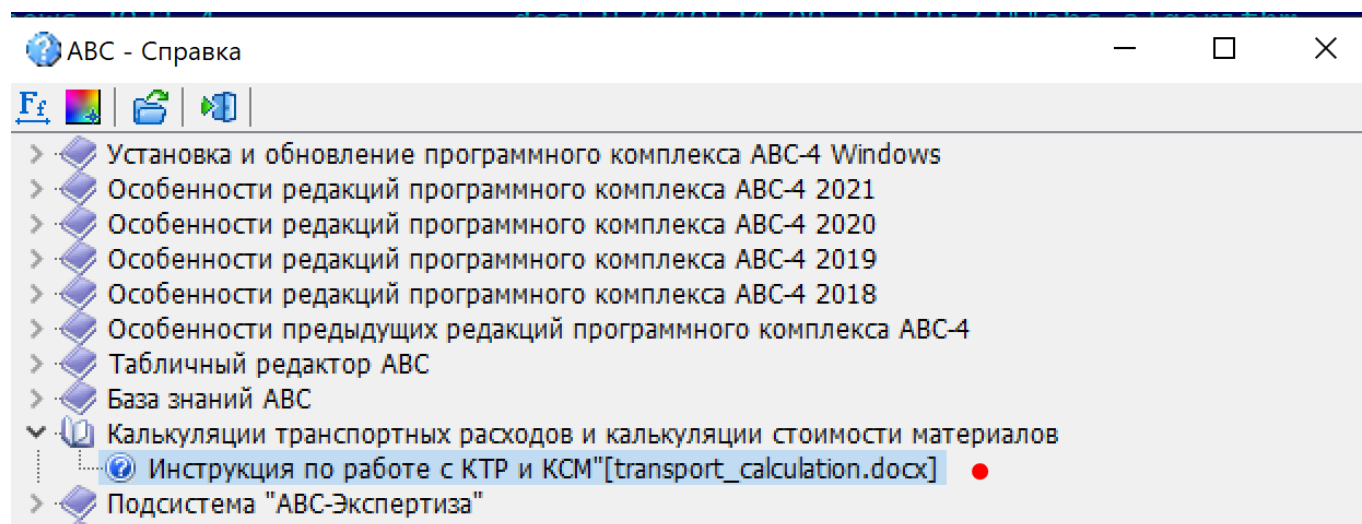 АВС - Справка
Ff
Установка и обновление программного комплекса АВС-4 Windows
Особенности редакций программного комплекса АВС-4 2021
Особенности редакций программного комплекса АВС-4 2020
Особенности редакций программного комплекса АВС-4 2019
Особенности редакций программного комплекса АВС-4 2018
Особенности предыдущих редакций программного комплекса АВС-4
Табличный редактор АВС
База знаний АВС
Калькуляции транспортных расходов и калькуляции стоимости материалов
Инструкция по работе с КТР и КСМ"[transport_calculation.docx]
Подсистема "АВС-Экспертиза"